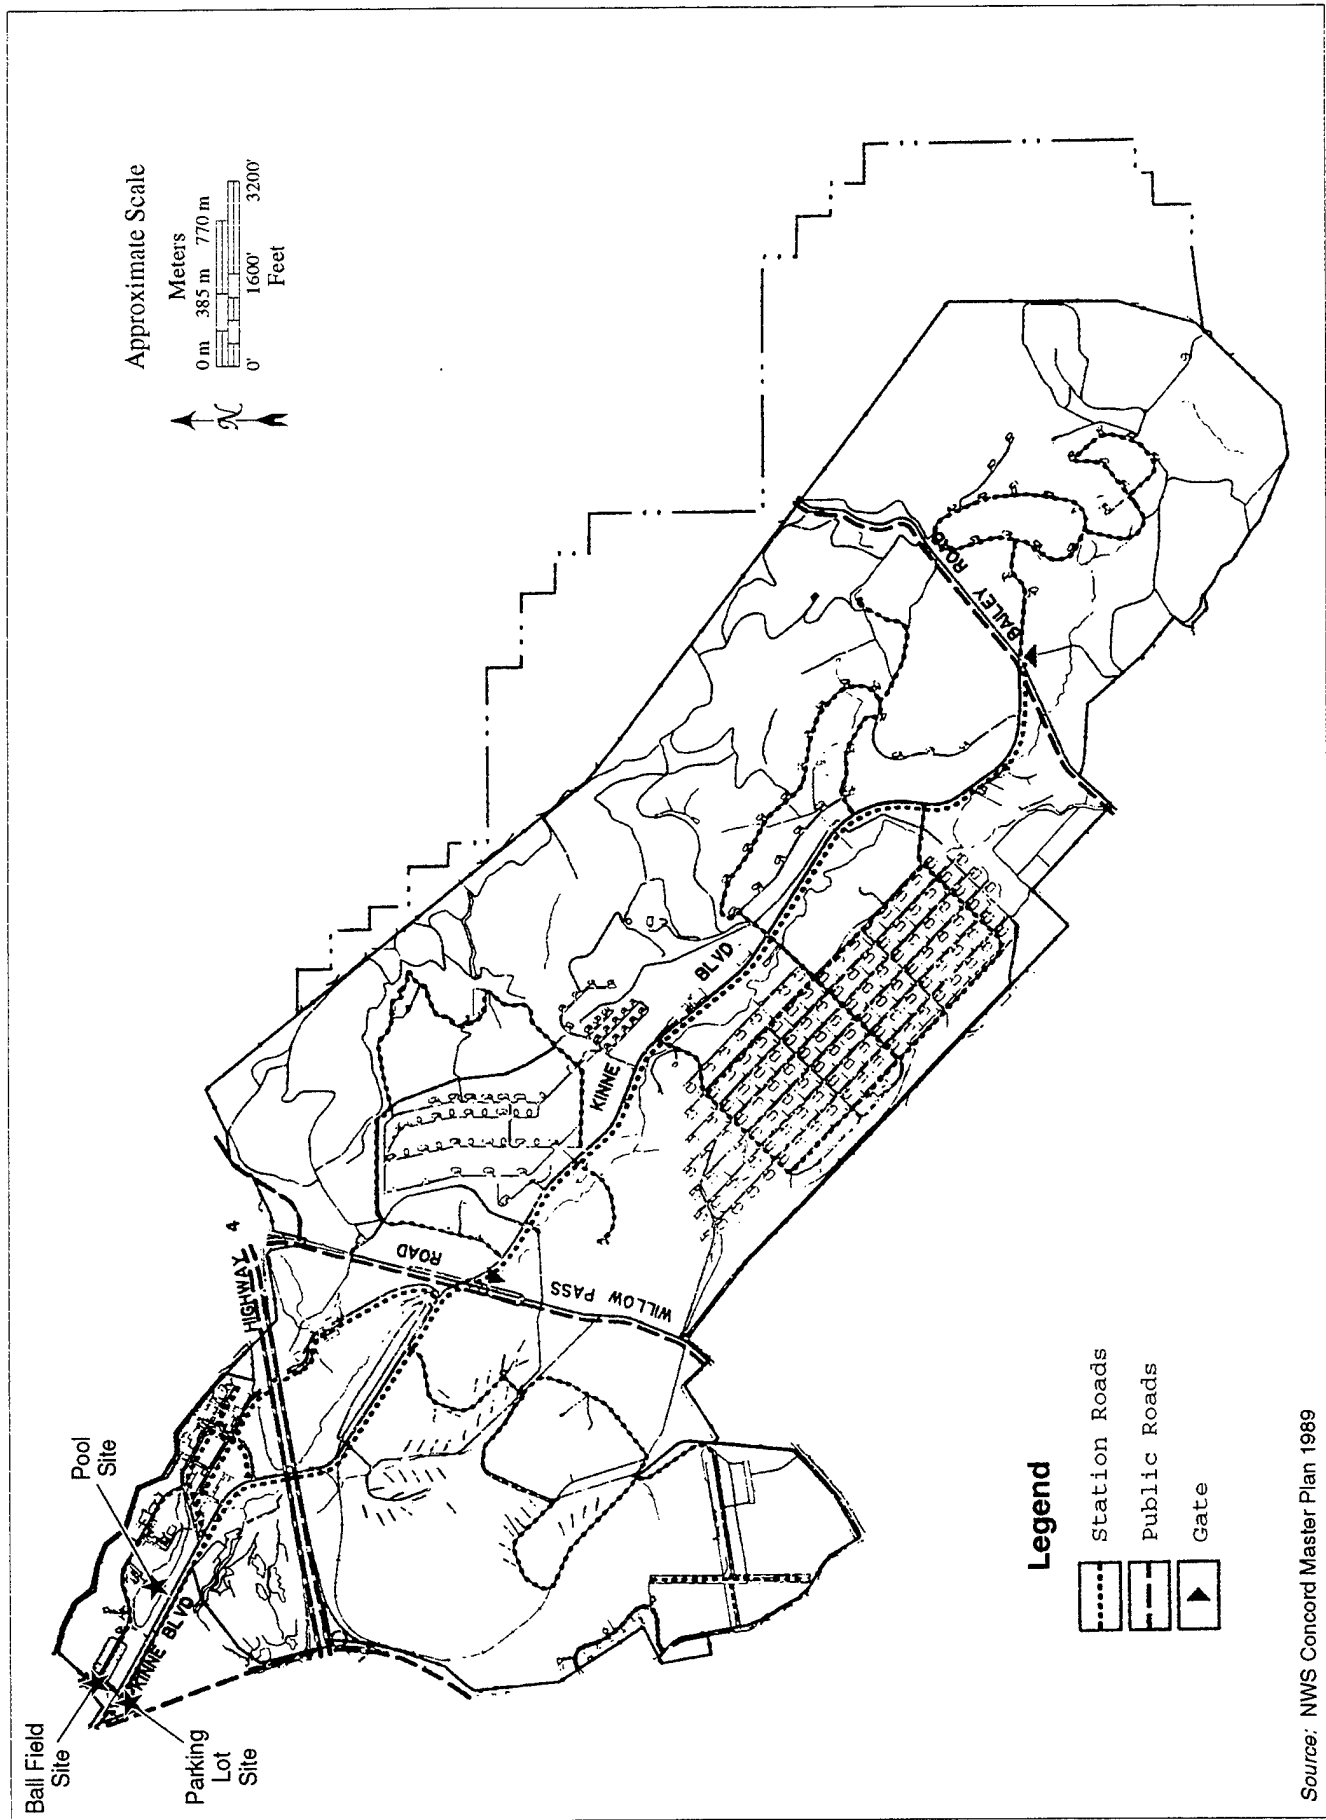 Ball Field
Site
Parking
Lot
Site
Pool
Site
KINNE BLVD
HIGHWAY 4
WILLOW PASS
ROAD
KINNE
BLVD
BAILEY ROAD
N
Approximate Scale
Meters
0 m 385 m 770 m
0' 1600' 3200'
Feet
Legend
Station Roads
Public Roads
Gate
Source: NWS Concord Master Plan 1989